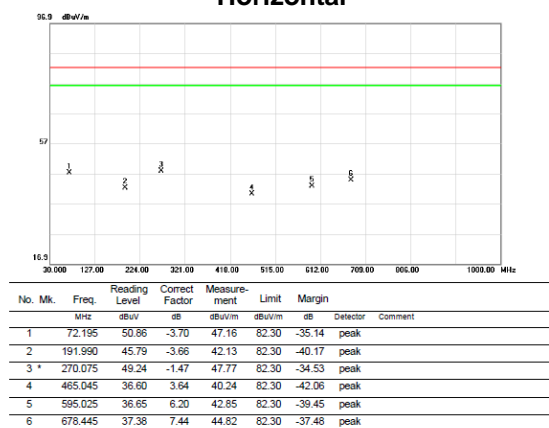 Horizontal
96.9 dBuV/m
57
1
2
3
4
5
6
16.9
30.000 127.00 224.00 321.00 418.00 515.00 612.00 709.00 806.00 1000.00 MHz
No. Mk. Freq. Reading Level Correct Factor Measure-ment Limit Margin
MHz dBuV dB dBuV/m dBuV/m dB Detector Comment
1 72.195 50.86 -3.70 47.16 82.30 -35.14 peak
2 191.990 45.79 -3.66 42.13 82.30 -40.17 peak
3 * 270.075 49.24 -1.47 47.77 82.30 -34.53 peak
4 465.045 36.60 3.64 40.24 82.30 -42.06 peak
5 595.025 36.65 6.20 42.85 82.30 -39.45 peak
6 678.445 37.38 7.44 44.82 82.30 -37.48 peak